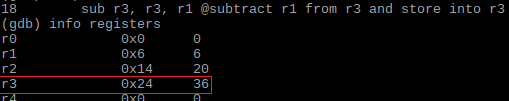 18 sub r3, r3, r1 @subtract r1 from r3 and store into r3
(gdb) info registers
r0 0x0 0
r1 0x6 6
r2 0x14 20
r3 0x24 36
r4 0x0 0